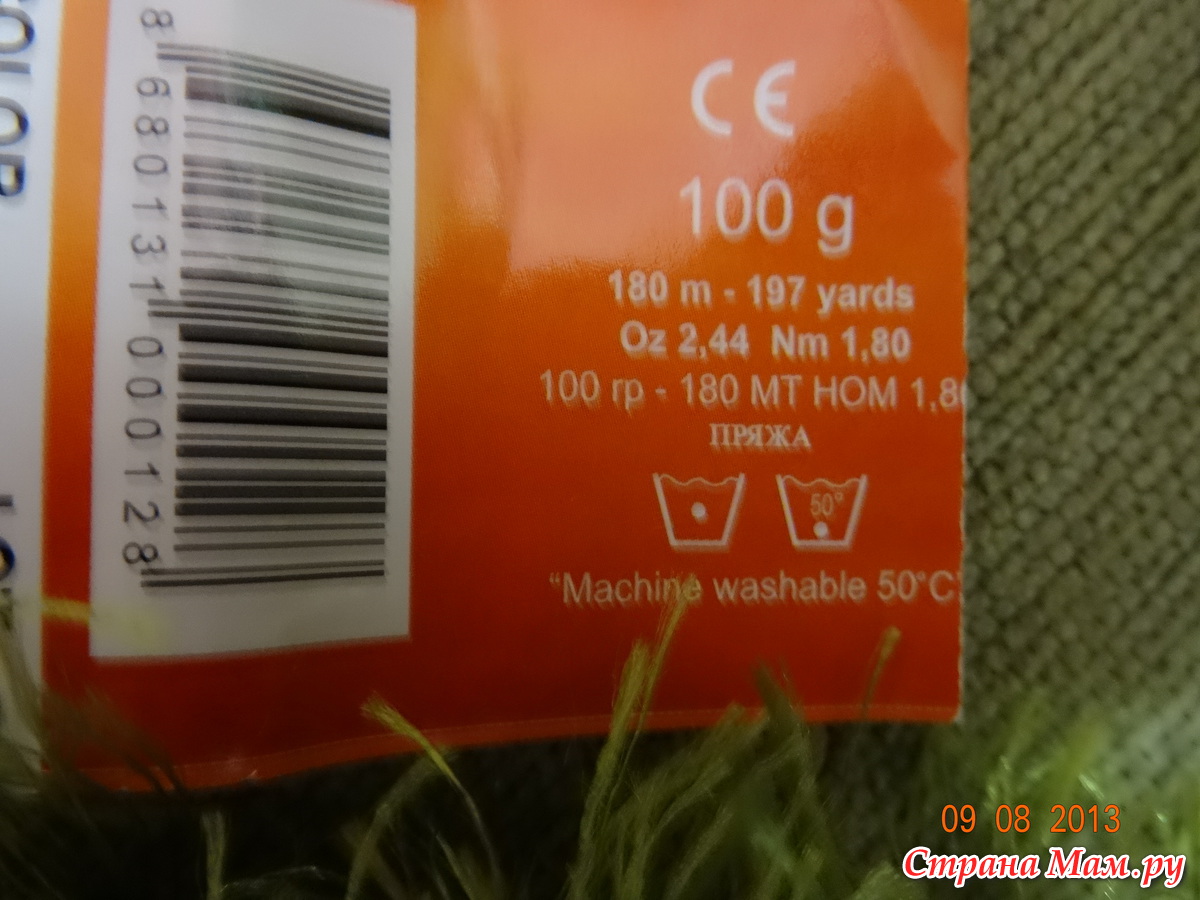 COLOR
8 680131 000128
CE
100 g
180 m - 197 yards
Oz 2,44 Nm 1,80
100 гр - 180 МТ НОМ 1.8
ПРЯЖА
50°
"Machine washable 50°C"
09 08 2013
Страна Мам.ру